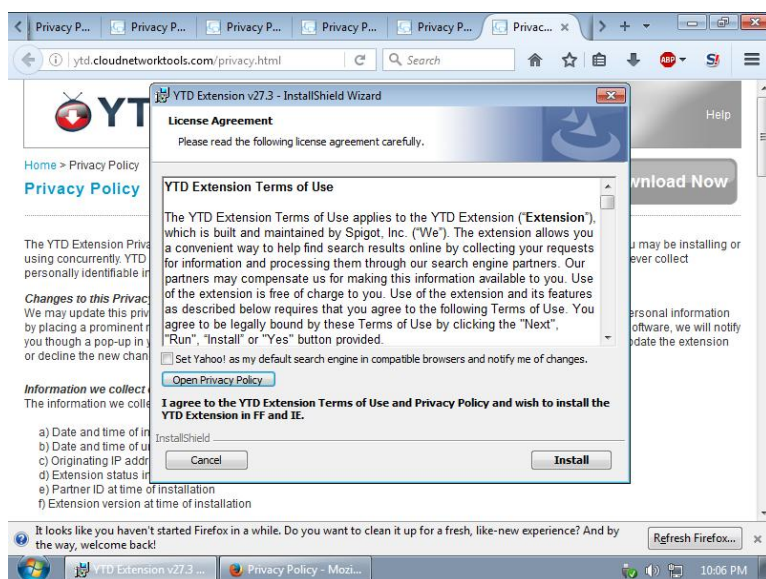 Privacy P...
Privacy P...
Privacy P...
Privacy P...
Privacy P...
Privac...
ytd.cloudnetworktools.com/privacy.html
Search
ABP
S!
YT
Help
Home > Privacy Policy
Privacy Policy
wnload Now
The YTD Extension Priva
u may be installing or
using concurrently. YTD
ever collect
personally identifiable in
Changes to this Privac
We may update this priv
ersonal information
by placing a prominent n
oftware, we will notify
you though a pop-up in y
pdate the extension
or decline the new chan
Information we collect
The information we colle
a) Date and time of in
b) Date and time of u
c) Originating IP addr
d) Extension status in
e) Partner ID at time of installation
f) Extension version at time of installation
YTD Extension v27.3 - InstallShield Wizard
License Agreement
Please read the following license agreement carefully.
YTD Extension Terms of Use
The YTD Extension Terms of Use applies to the YTD Extension (“Extension”),
which is built and maintained by Spigot, Inc. (“We”). The extension allows you
a convenient way to help find search results online by collecting your requests
for information and processing them through our search engine partners. Our
partners may compensate us for making this information available to you. Use
of the extension is free of charge to you. Use of the extension and its features
as described below requires that you agree to the following Terms of Use. You
agree to be legally bound by these Terms of Use by clicking the "Next",
"Run", "Install" or "Yes" button provided.
Set Yahoo! as my default search engine in compatible browsers and notify me of changes.
Open Privacy Policy
I agree to the YTD Extension Terms of Use and Privacy Policy and wish to install the
YTD Extension in FF and IE.
InstallShield
Cancel
Install
It looks like you haven't started Firefox in a while. Do you want to clean it up for a fresh, like-new experience? And by
the way, welcome back!
Refresh Firefox...
YTD Extension v27.3 ...
Privacy Policy - Mozi...
10:06 PM